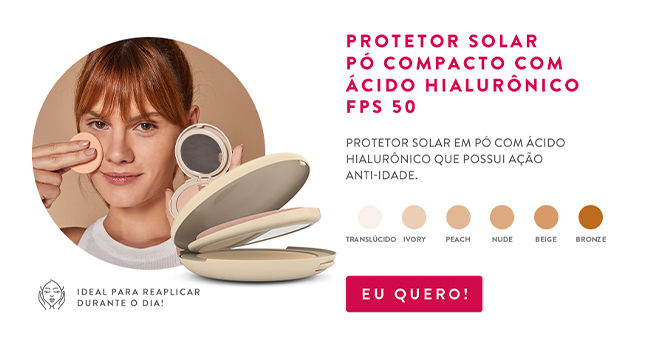 PROTETOR SOLAR
PÓ COMPACTO COM
ÁCIDO HIALURÔNICO
FPS 50
PROTETOR SOLAR EM PÓ COM ÁCIDO
HIALURÔNICO QUE POSSUI AÇÃO
ANTI-IDADE.
TRANSLÚCIDO IVORY PEACH NUDE BEIGE BRONZE
IDEAL PARA REAPLICAR
DURANTE O DIA!
EU QUERO!